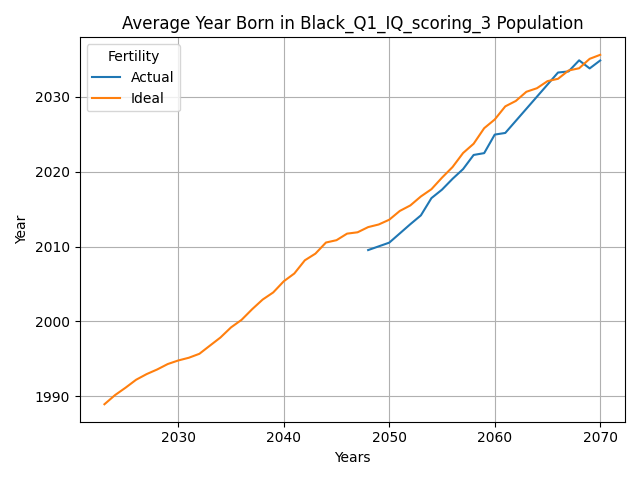 Average Year Born in Black_Q1_IQ_scoring_3 Population
Fertility
Actual
Ideal
2030
2020
2010
2000
1990
Year
2030 2040 2050 2060 2070
Years